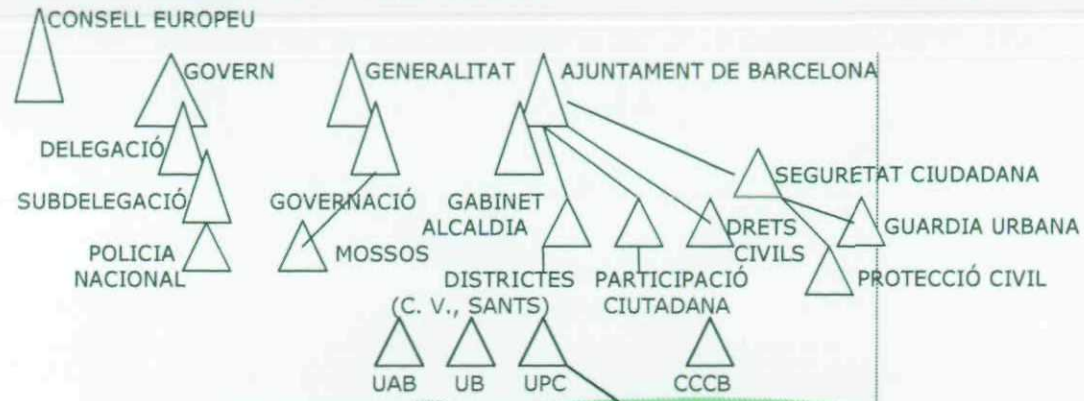 CONSELL EUROPEU
GOVERN
GENERALITAT
AJUNTAMENT DE BARCELONA
DELEGACIÓ
SUBDELEGACIÓ
POLICIA
NACIONAL
GOVERNACIÓ
MOSSOS
GABINET
ALCALDIA
SEGURETAT CIUDADANA
DRETS
CIVILS
GUARDIA URBANA
PROTECCIÓ CIVIL
DISTRICTES
(C. V., SANTS)
PARTICIPACIÓ
CIUTADANA
UAB
UB
UPC
CCCB